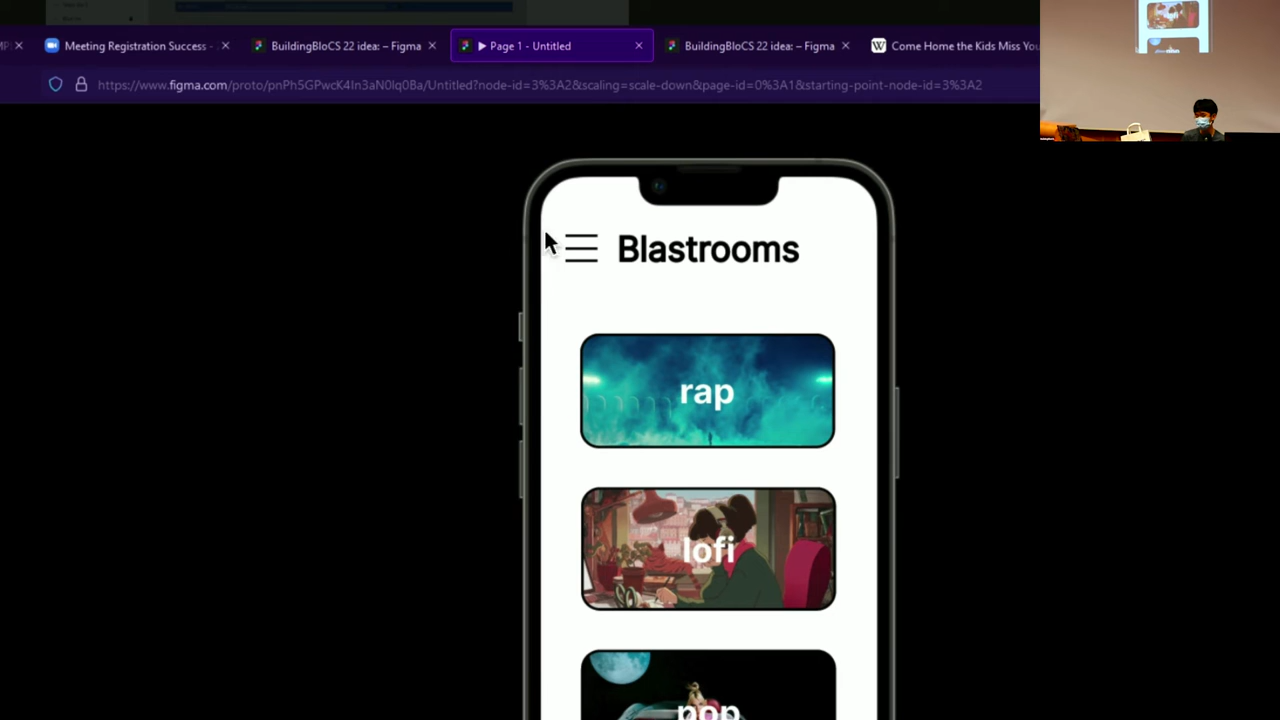 Meeting Registration Success -
BuildingBloCS 22 idea: – Figma
▶ Page 1 - Untitled
BuildingBloCS 22 idea: – Figma
W
Come Home the Kids Miss You
https://www.figma.com/proto/pnPh5GPwcK4In3aN0Iq0Ba/Untitled?node-id=3%3A2&scaling=scale-down&page-id=0%3A1&starting-point-node-id=3%3A2
Blastrooms
rap
lofi
pop